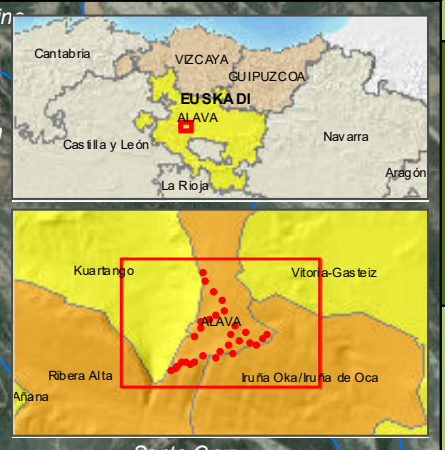 Cantabria
VIZCAYA
GUIPUZCOA
EUSKADI
ALAVA
Castilla y León
Navarra
La Rioja
Aragón
Kuartango
Vitoria-Gasteiz
ALAVA
Ribera Alta
Iruña Oka/Iruña de Oca
Añana